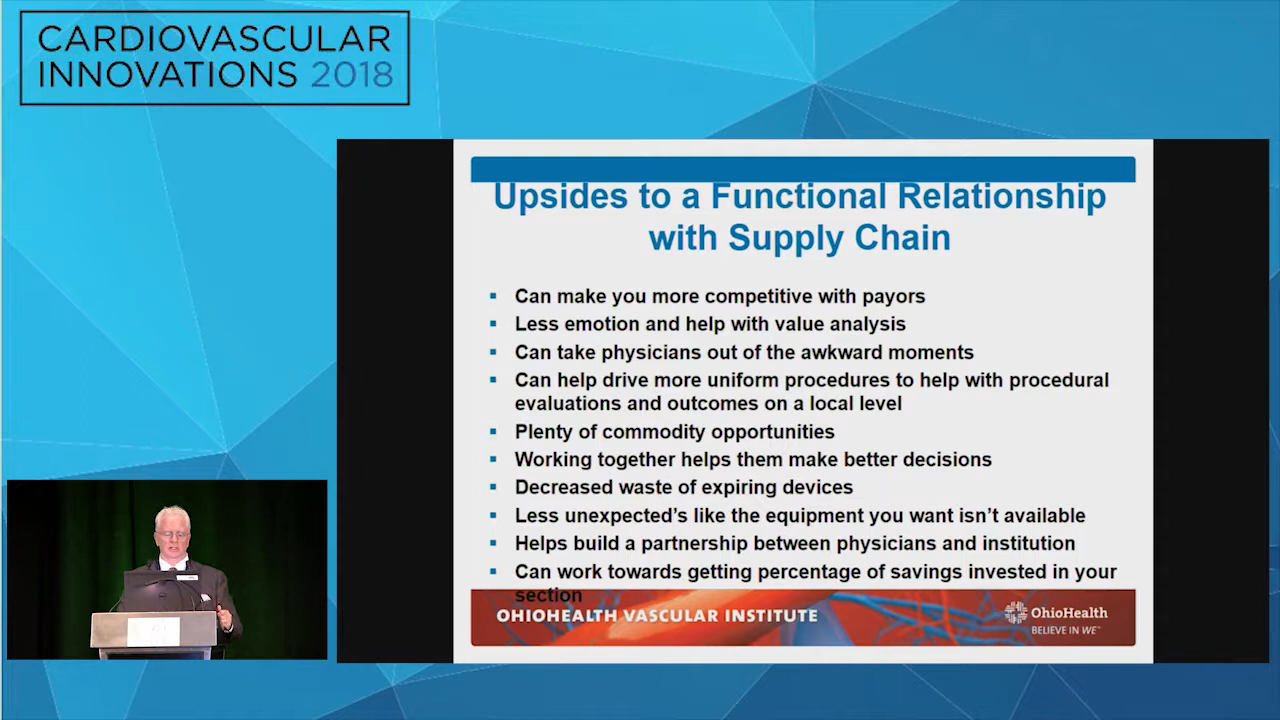 CARDIOVASCULAR
INNOVATIONS 2018
Upsides to a Functional Relationship
with Supply Chain
▪ Can make you more competitive with payors
▪ Less emotion and help with value analysis
▪ Can take physicians out of the awkward moments
▪ Can help drive more uniform procedures to help with procedural
evaluations and outcomes on a local level
▪ Plenty of commodity opportunities
▪ Working together helps them make better decisions
▪ Decreased waste of expiring devices
▪ Less unexpected’s like the equipment you want isn’t available
▪ Helps build a partnership between physicians and institution
▪ Can work towards getting percentage of savings invested in your
section
OHIOHEALTH VASCULAR INSTITUTE
OhioHealth
BELIEVE IN WE™